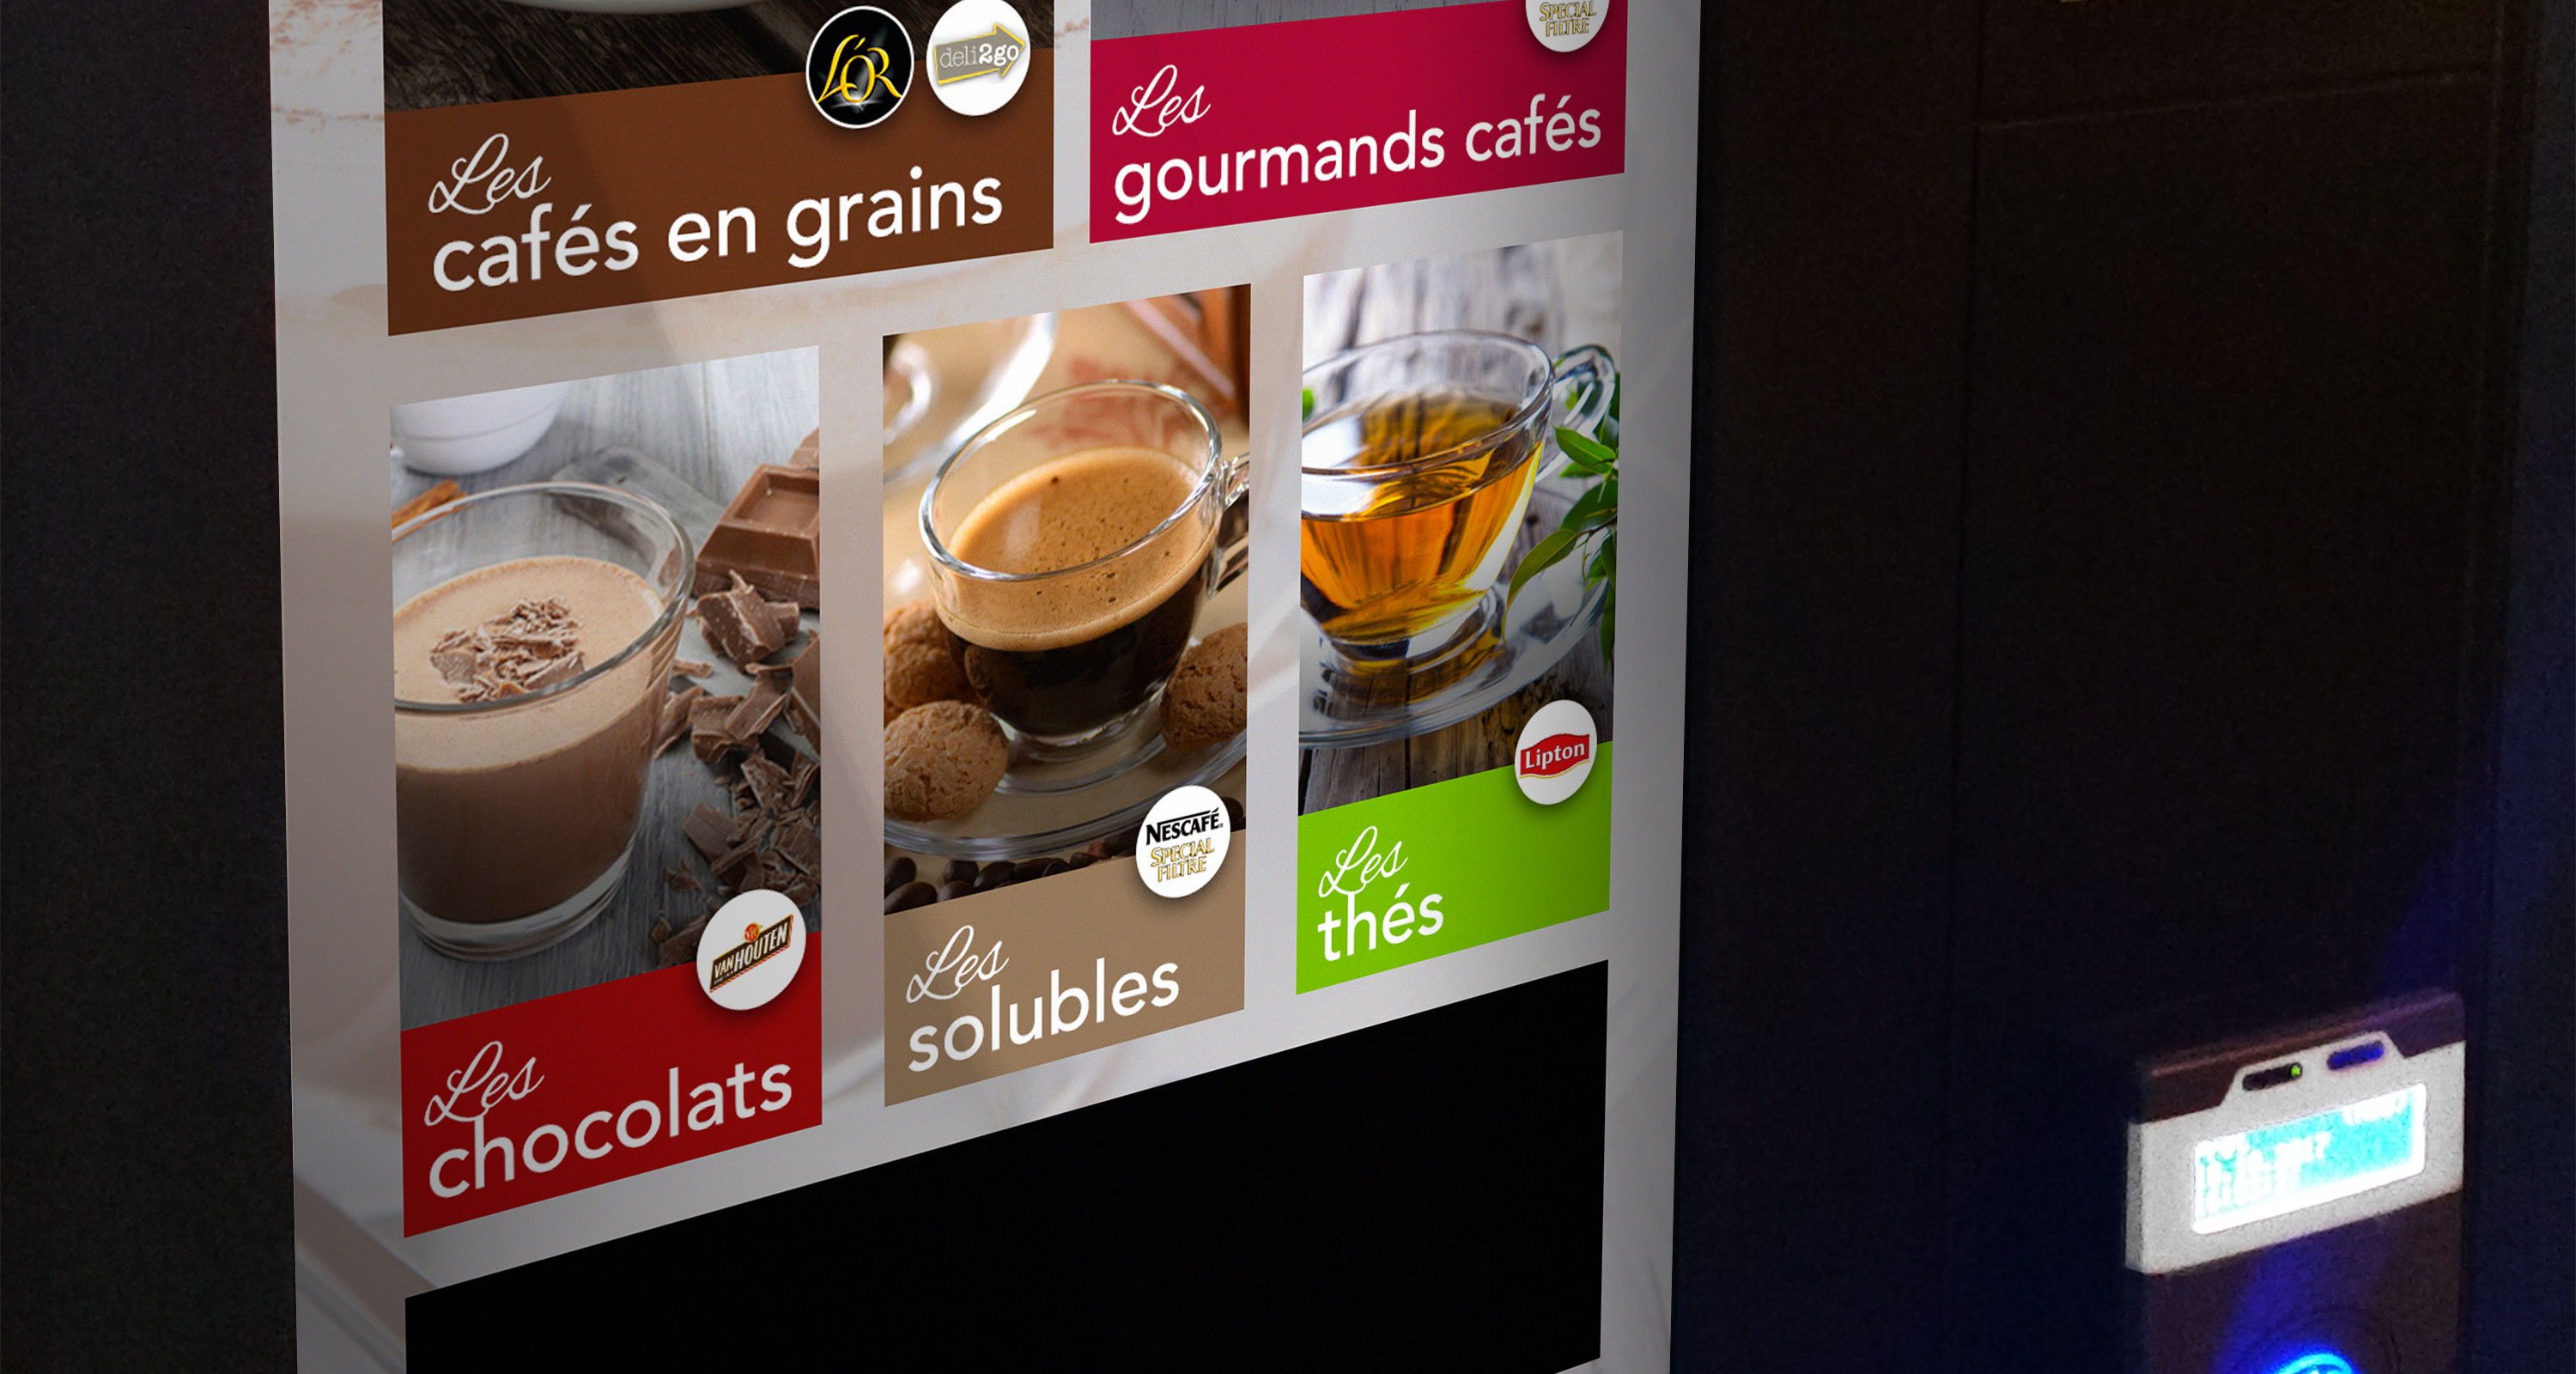 L'OR
deli2go
SPECIAL
FILTRE
Les
cafés en grains
Les
gourmands cafés
Lipton
NESCAFÉ.
SPECIAL
FILTRE
VAN HOUTEN
Les
thés
Les
solubles
Les
chocolats